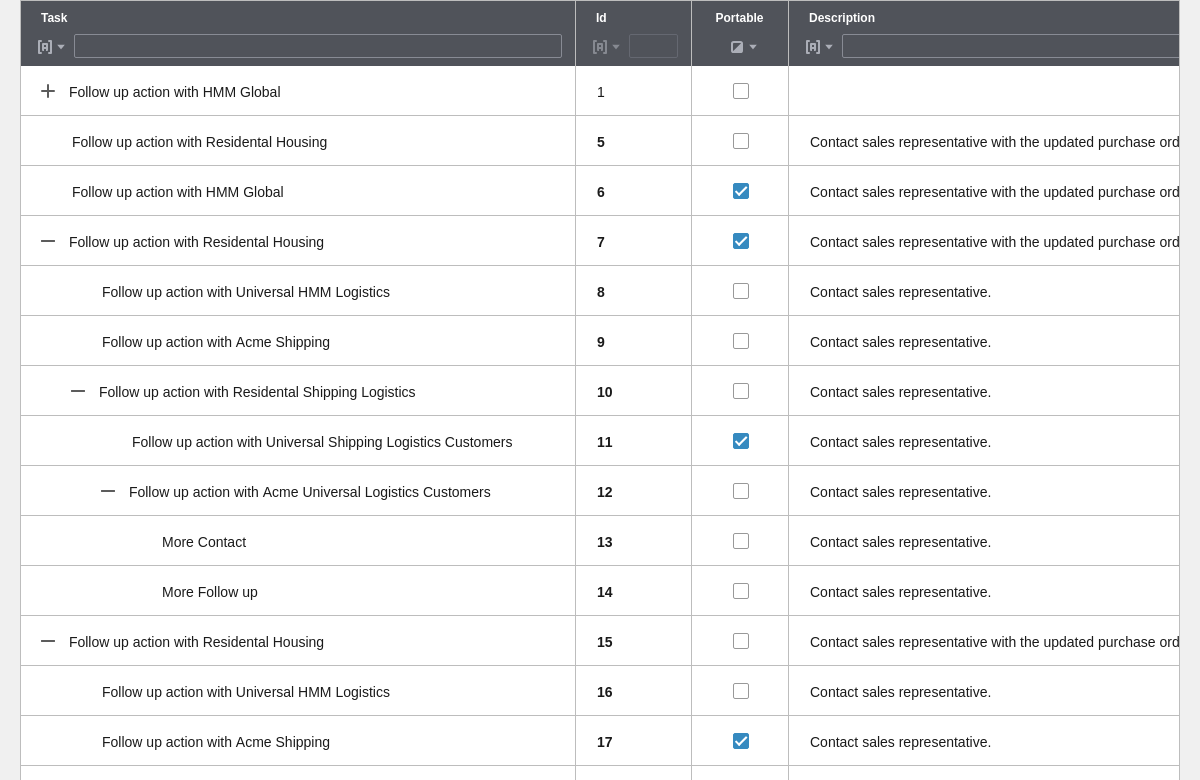 Task Id Portable Description
Follow up action with HMM Global 1
Follow up action with Residental Housing 5 Contact sales representative with the updated purchase ord
Follow up action with HMM Global 6 Contact sales representative with the updated purchase ord
Follow up action with Residental Housing 7 Contact sales representative with the updated purchase ord
Follow up action with Universal HMM Logistics 8 Contact sales representative.
Follow up action with Acme Shipping 9 Contact sales representative.
Follow up action with Residental Shipping Logistics 10 Contact sales representative.
Follow up action with Universal Shipping Logistics Customers 11 Contact sales representative.
Follow up action with Acme Universal Logistics Customers 12 Contact sales representative.
More Contact 13 Contact sales representative.
More Follow up 14 Contact sales representative.
Follow up action with Residental Housing 15 Contact sales representative with the updated purchase ord
Follow up action with Universal HMM Logistics 16 Contact sales representative.
Follow up action with Acme Shipping 17 Contact sales representative.